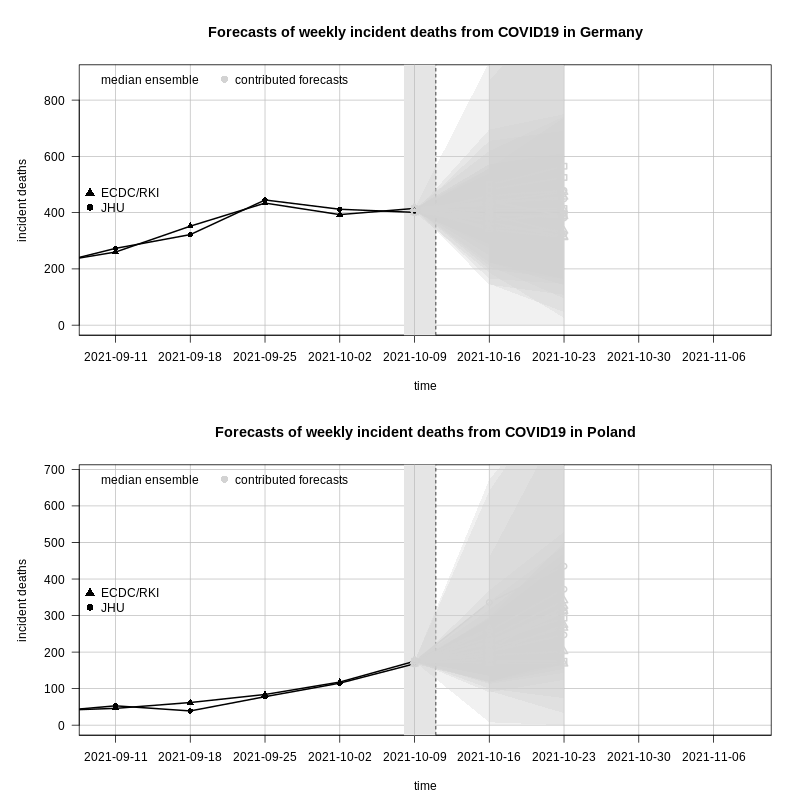 Forecasts of weekly incident deaths from COVID19 in Germany
median ensemble contributed forecasts
800
600
400
200
0
incident deaths
ECDC/RKI
JHU
2021-09-11 2021-09-18 2021-09-25 2021-10-02 2021-10-09 2021-10-16 2021-10-23 2021-10-30 2021-11-06
time
Forecasts of weekly incident deaths from COVID19 in Poland
median ensemble contributed forecasts
700
600
500
400
300
200
100
0
incident deaths
ECDC/RKI
JHU
2021-09-11 2021-09-18 2021-09-25 2021-10-02 2021-10-09 2021-10-16 2021-10-23 2021-10-30 2021-11-06
time